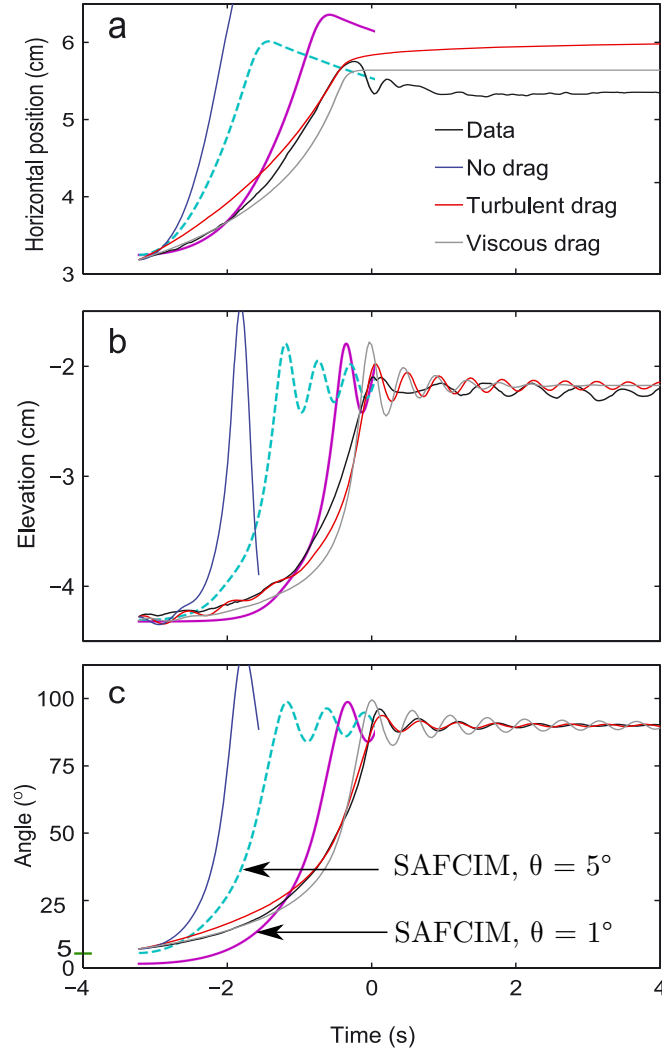 a
Horizontal position (cm)
6
5
4
3
Data
No drag
Turbulent drag
Viscous drag
b
Elevation (cm)
−2
−3
−4
c
Angle (°)
100
75
50
25
5
0
SAFCIM, θ = 5°
SAFCIM, θ = 1°
−4 −2 0 2 4
Time (s)